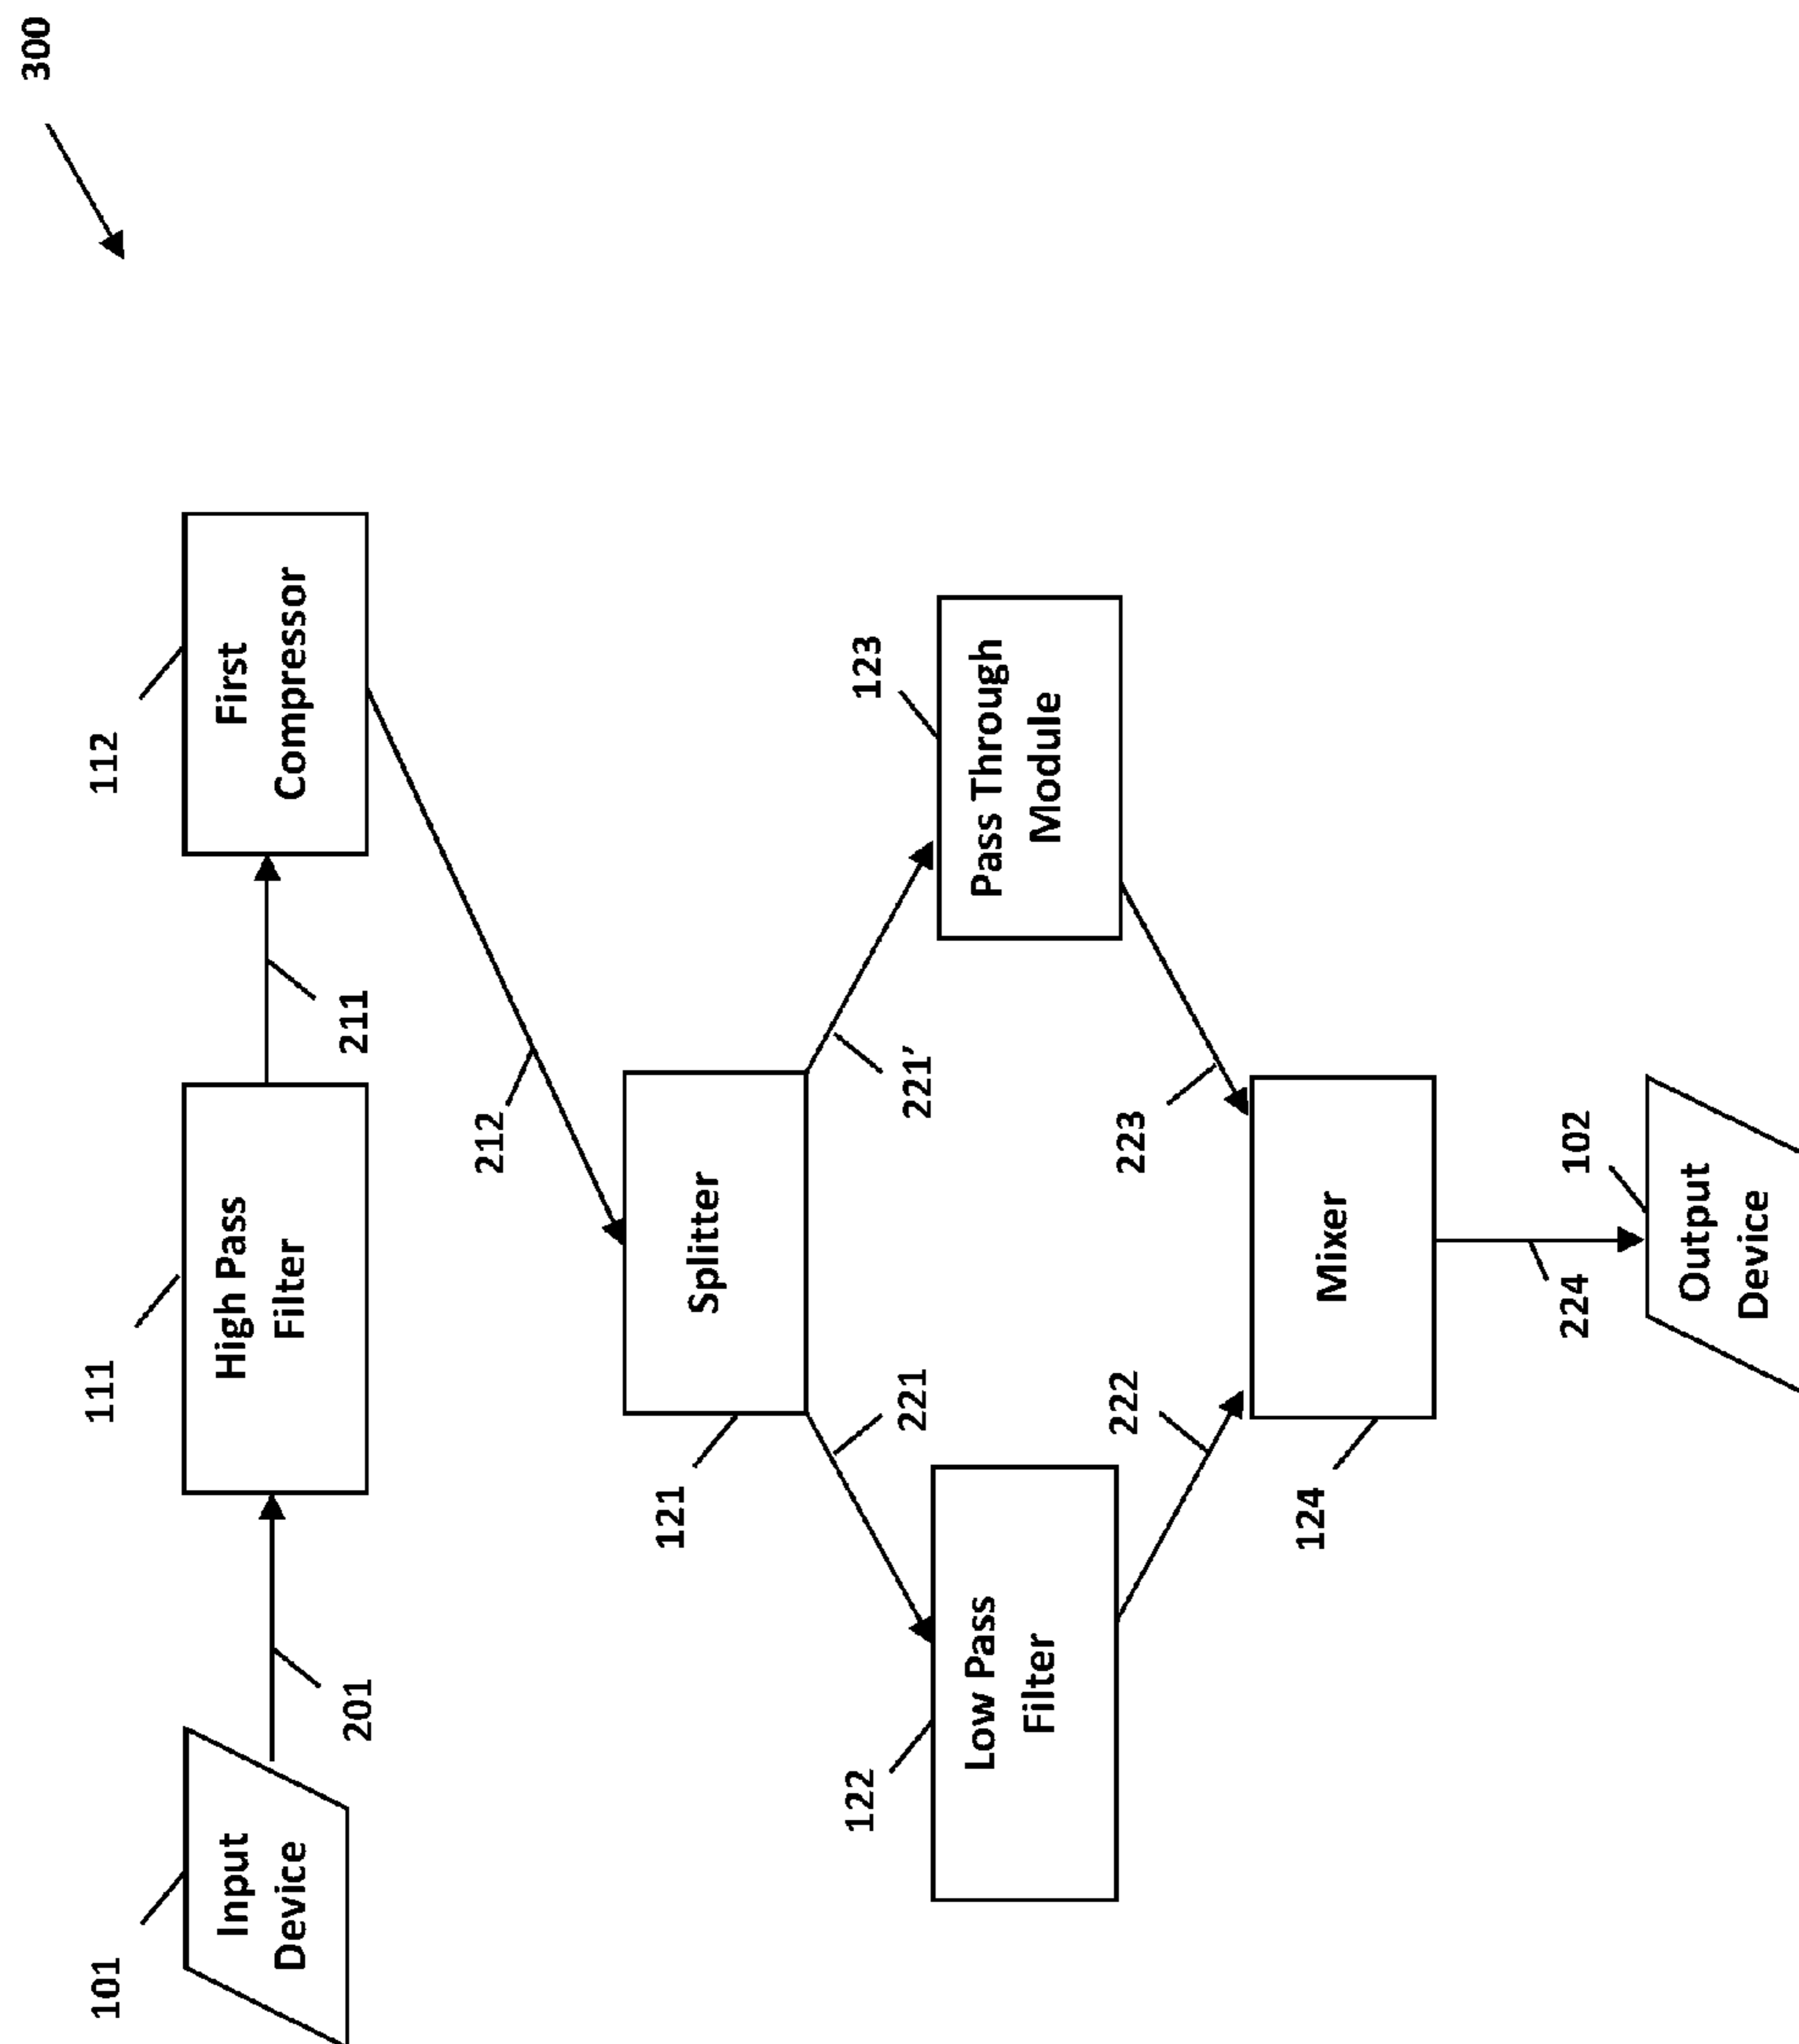 300
101
Input
Device
201
111
High Pass
Filter
211
112
First
Compressor
212
121
Splitter
221
221’
122
Low Pass
Filter
123
Pass Through
Module
222
223
124
Mixer
224
102
Output
Device